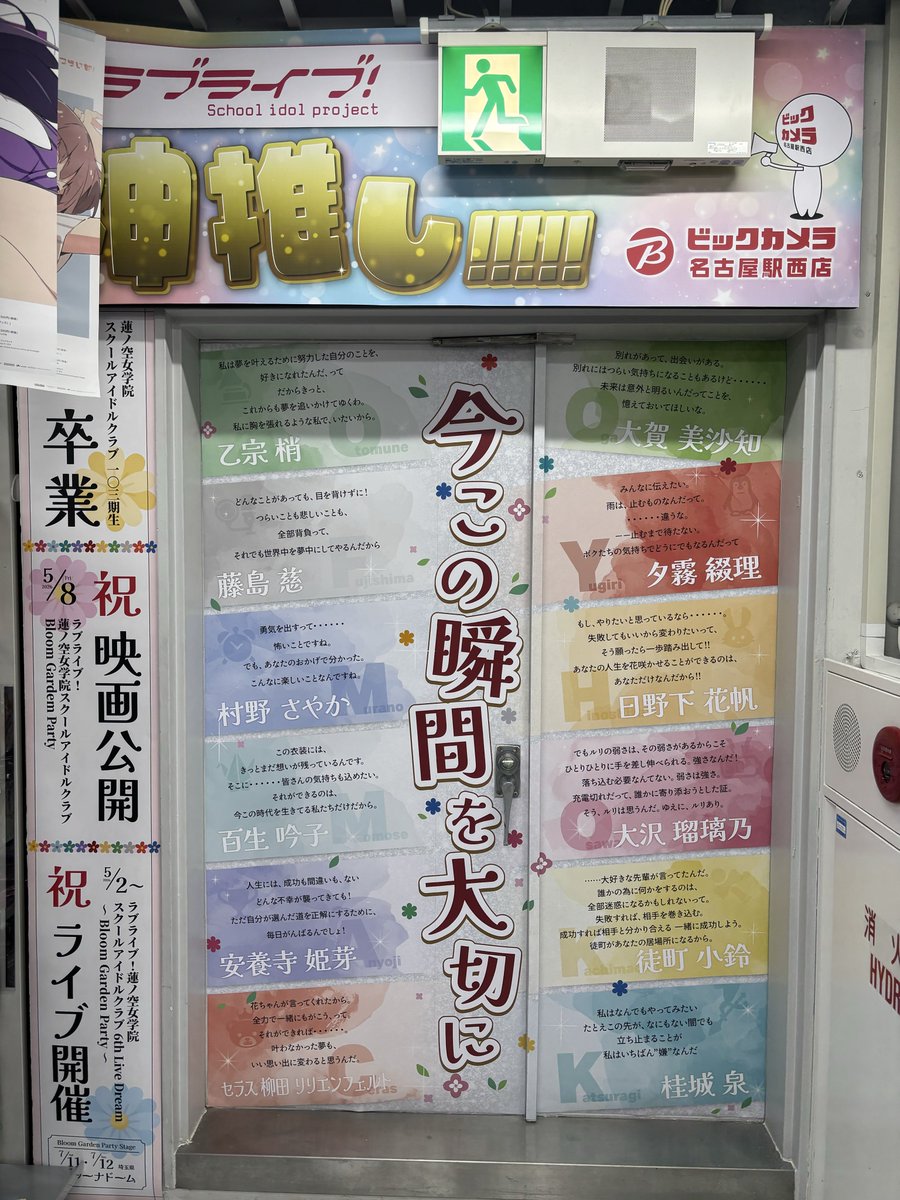 ラブライブ!
School idol project
神推し!!!!!!
ビック
カメラ
名古屋駅西店
ビックカメラ
名古屋駅西店
蓮ノ空女学院
スクールアイドルクラブ 一〇三期生
卒業
5/8 Fri
祝 映画公開
ラブライブ!
蓮ノ空女学院スクールアイドルクラブ
Bloom Garden Party
5/2~
祝 ライブ開催
ラブライブ!蓮ノ空女学院
スクールアイドルクラブ 6th Live Dream
~Bloom Garden Party~
Bloom Garden Party Stage
7/11・7/12 埼玉県
ーナドーム
今この瞬間を大切に
私は夢を叶えるために努力した自分のことを、
好きになれたんだ、って
だからきっと、
これからも夢を追いかけてゆくわ。
私に胸を張れるような私で、いたいから。
乙宗 梢
Otomune
どんなことがあっても、目を背けずに!
つらいことも悲しいことも、
全部背負って、
それでも世界中を夢中にしてやるんだから
藤島 慈
Fujishima
勇気を出すって‥‥‥
怖いことですね。
でも、あなたのおかげで分かった。
こんなに楽しいことなんですね。
村野 さやか
Murano
この衣装には、
きっとまだ想いが残っているんです。
そこに‥‥‥皆さんの気持ちも込めたい。
それができるのは、
今この時代を生きてる私たちだけだから。
百生 吟子
Momose
人生には、成功も間違いも、ない
どんな不幸が襲ってきても!
ただ自分が選んだ道を正解にするために、
毎日がんばるんでしょ!
安養寺 姫芽
Anyoji
花ちゃんが言ってくれたから。
全力で一緒にもがこう、って。
それができれば‥‥‥、
叶わなかった夢も、
いい思い出に変わると思うんだ。
セラス 柳田 リリエンフェルト
Ceras
別れがあって、出会いがある。
別れにはつらい気持ちになることもあるけど‥‥‥
未来は意外と明るいんだってことを、
憶えておいてほしいな。
大賀 美沙知
Oga
みんなに伝えたい。
雨は、止むものなんだって。
‥‥‥違うな。
ーー止むまで待たない。
ボクたちの気持ちでどうにでもなるんだって
夕霧 綴理
Yugiri
もし、やりたいと思っているなら‥‥‥。
失敗してもいいから変わりたいって、
そう願ったら一歩踏み出して!!
あなたの人生を花咲かせることができるのは、
あなただけなんだから!!
日野下 花帆
Hinoshita
でもルリの弱さは、その弱さがあるからこそ
ひとりひとりに手を差し伸べられる。強さなんだ!
落ち込む必要なんてない。弱さは強さ。
充電切れだって、誰かに寄り添おうとした証。
そう、ルリは思うんだ。ゆえに、ルリあり。
大沢 瑠璃乃
Osawa
‥‥‥大好きな先輩が言ってたんだ。
誰かの為に何かをするのは、
全部迷惑になるかもしれないって。
失敗すれば、相手を巻き込む。
成功すれば相手と分かり合える 一緒に成功しよう。
徒町があなたの居場所になるから。
徒町 小鈴
Kachimachi
私はなんでもやってみたい
たとえこの先が、なにもない闇でも
立ち止まることが
私はいちばん"嫌"なんだ
桂城 泉
Katsuragi
消 火
HYDR